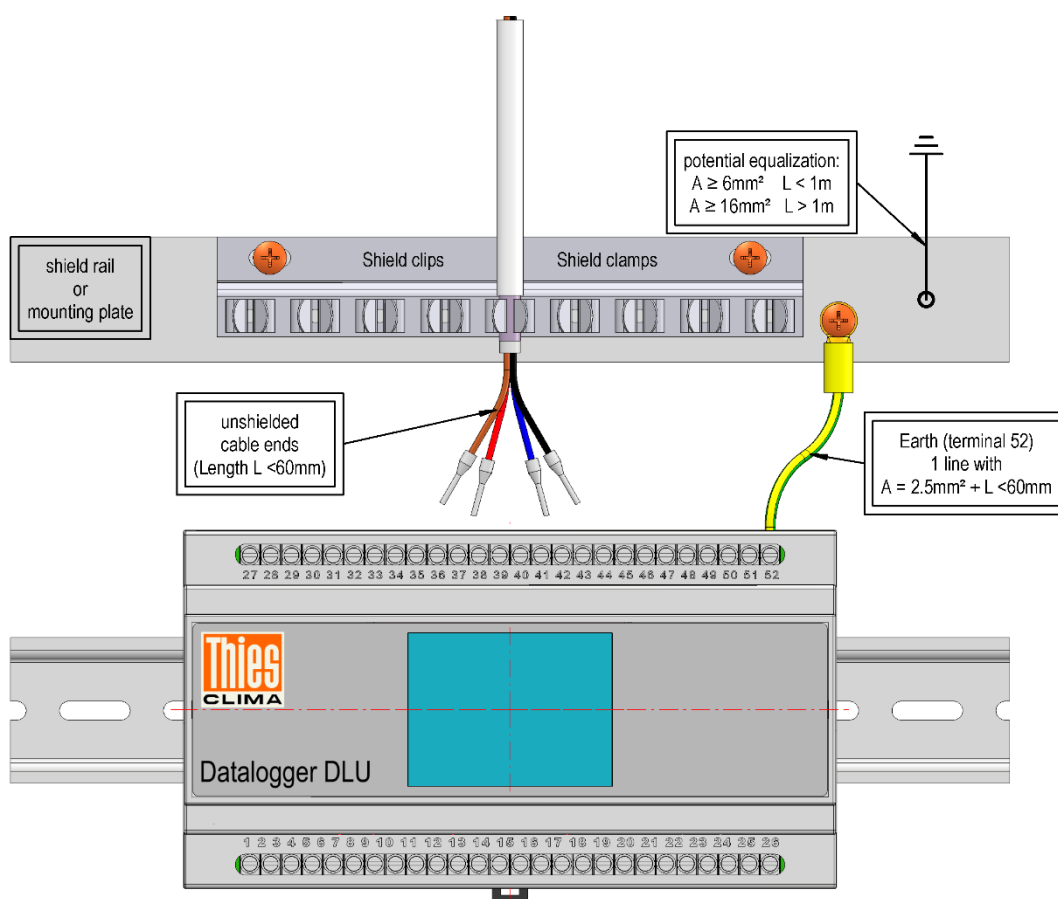 potential equalization:
A ≥ 6mm² L < 1m
A ≥ 16mm² L > 1m
shield rail
or
mounting plate
Shield clips
Shield clamps
unshielded
cable ends
(Length L <60mm)
Earth (terminal 52)
1 line with
A = 2.5mm² + L <60mm
27 28 29 30 31 32 33 34 35 36 37 38 39 40 41 42 43 44 45 46 47 48 49 50 51 52
Thies
CLIMA
Datalogger DLU
1 2 3 4 5 6 7 8 9 10 11 12 13 14 15 16 17 18 19 20 21 22 23 24 25 26